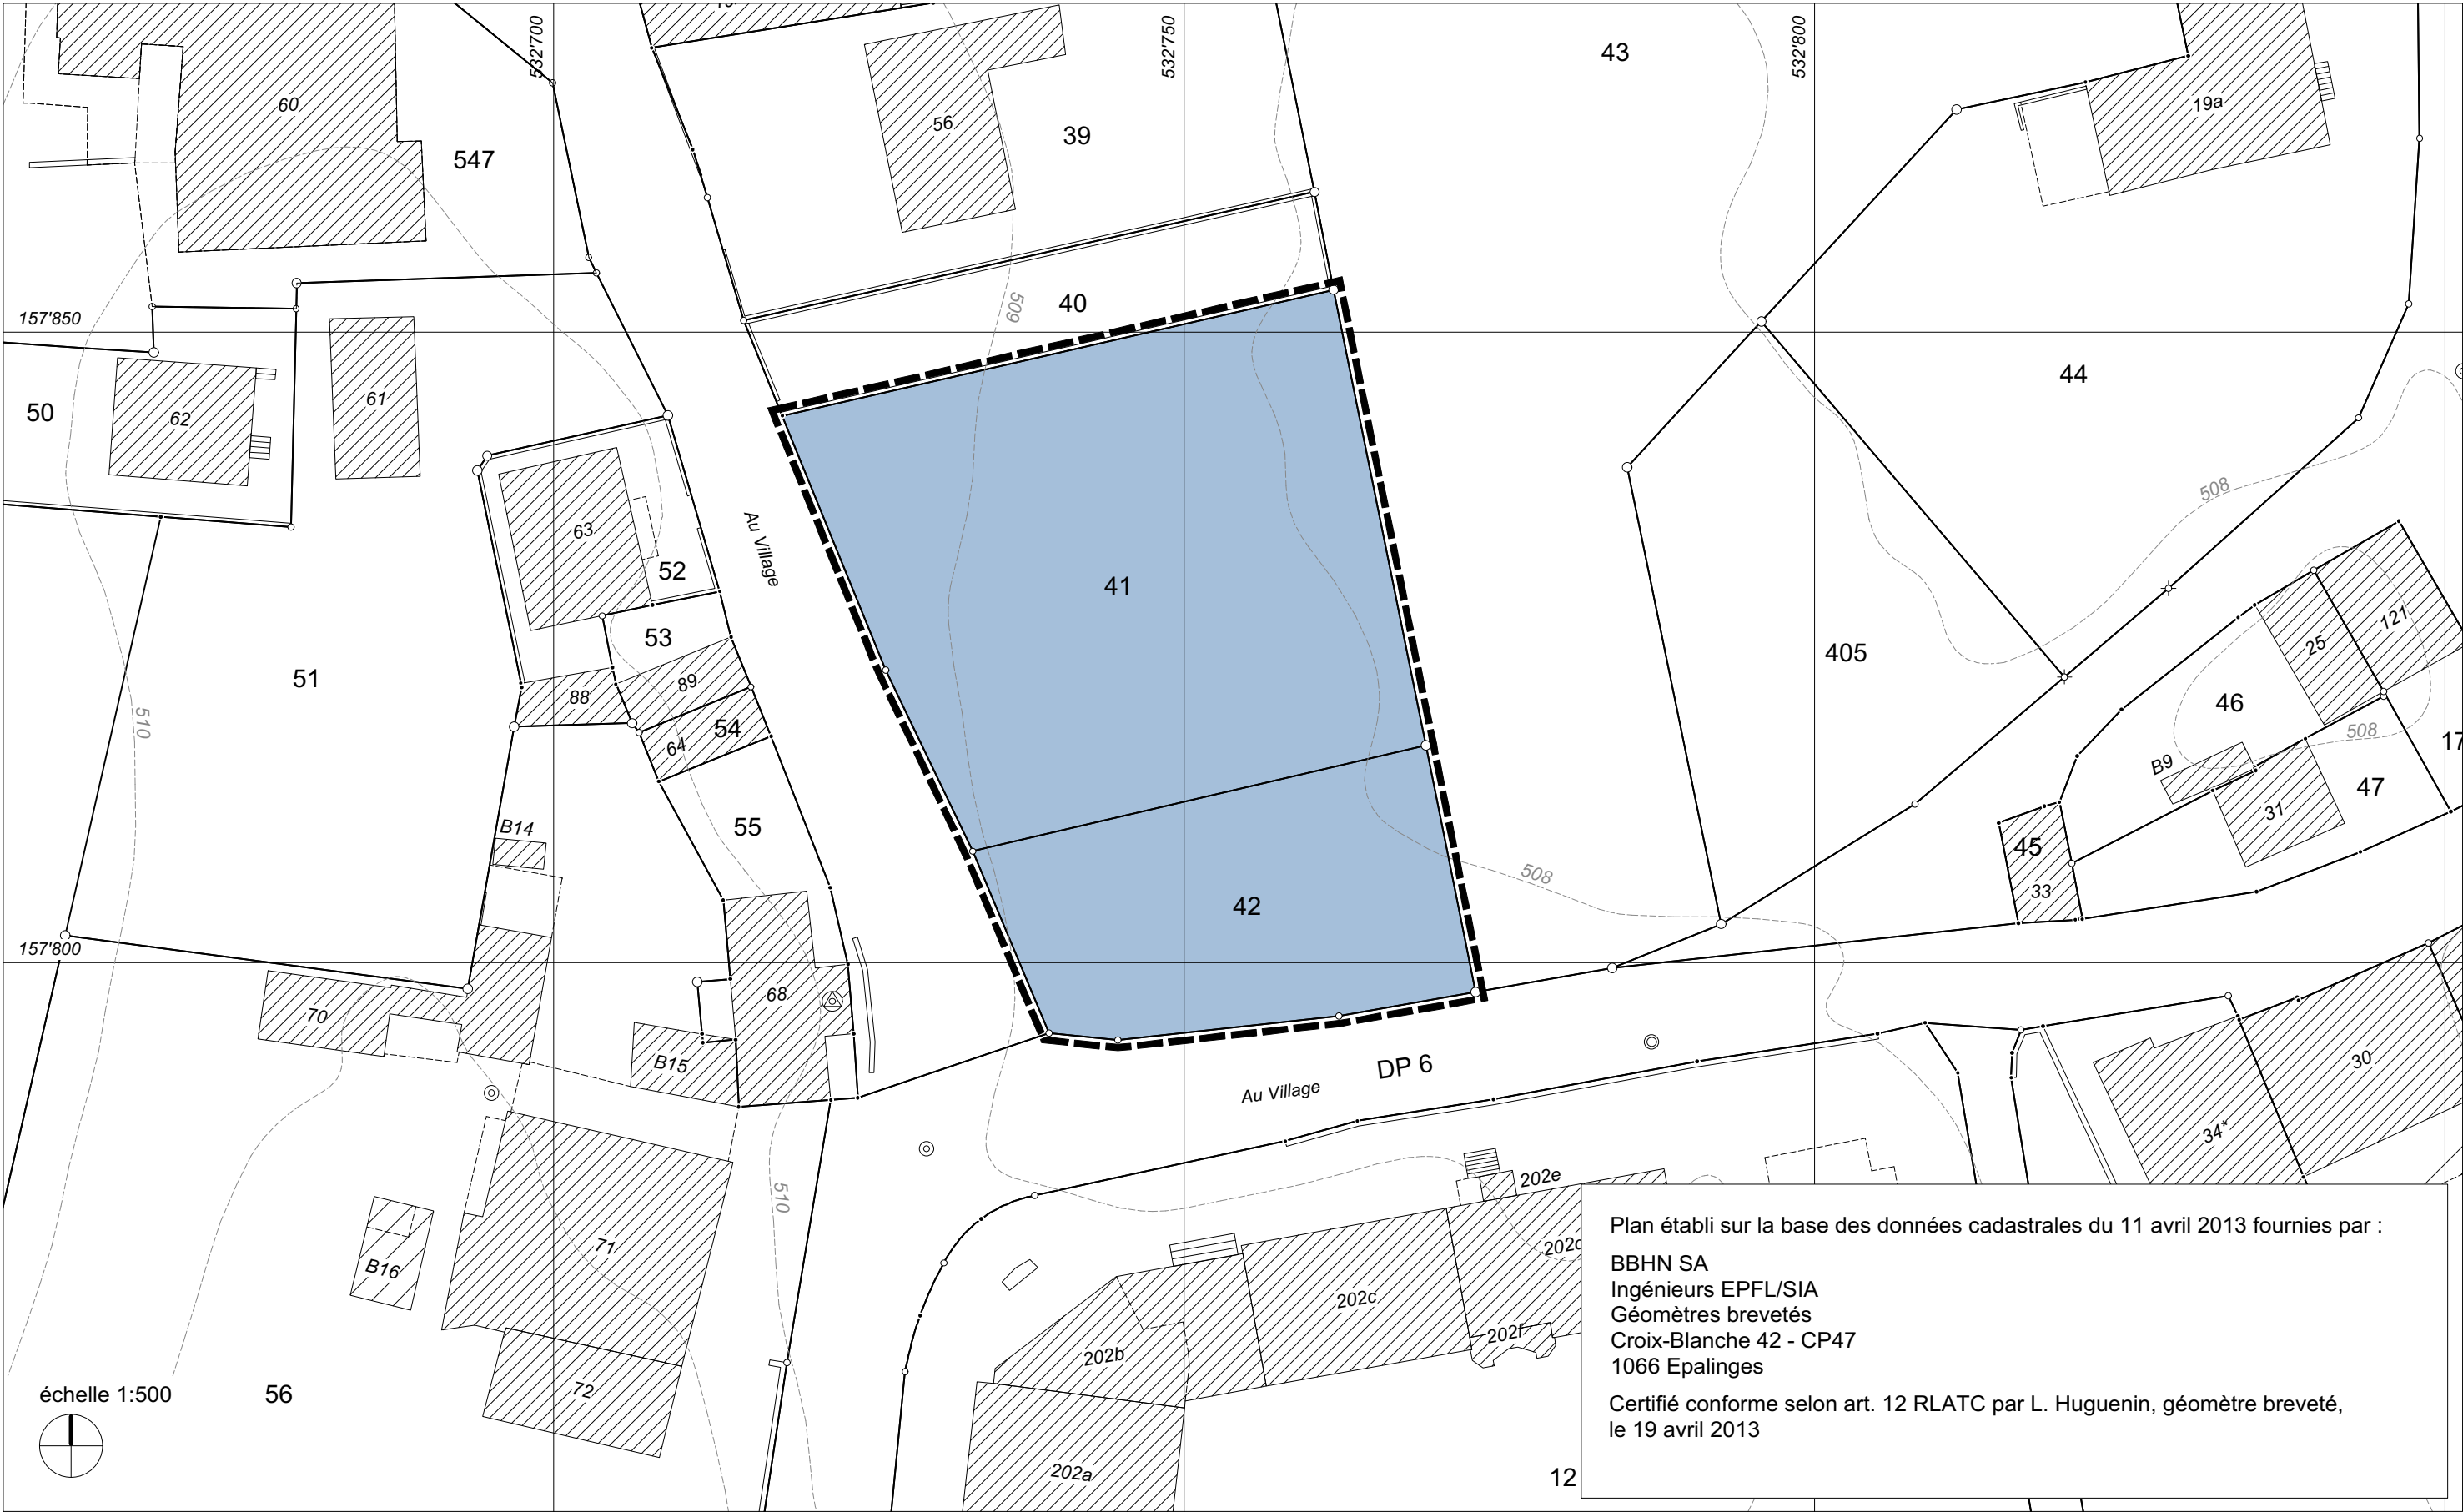 532'700
532'750
532'800
43
19a
60
56
39
547
40
509
157'850
44
50
62
61
508
63
Au Village
52
41
53
405
121
25
51
88
89
46
510
64
54
508
B9
17
47
31
B14
55
45
508
33
42
157'800
70
68
B15
DP 6
Au Village
30
34*
202e
510
71
B16
202c
202f
202b
72
202a
échelle 1:500
56
12
Plan établi sur la base des données cadastrales du 11 avril 2013 fournies par :
BBHN SA
Ingénieurs EPFL/SIA
Géomètres brevetés
Croix-Blanche 42 - CP47
1066 Epalinges
Certifié conforme selon art. 12 RLATC par L. Huguenin, géomètre breveté,
le 19 avril 2013